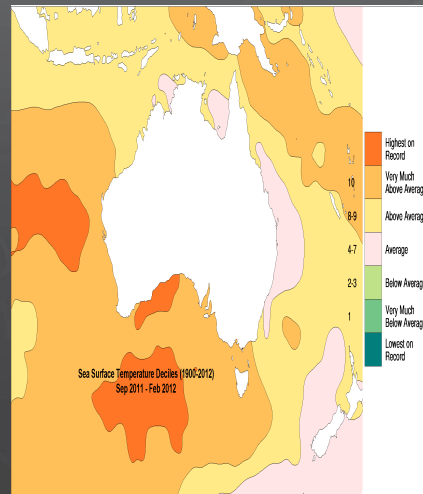 Highest on
Record
10
Very Much
Above Averag
8-9
Above Averag
4-7
Average
2-3
Below Averag
1
Very Much
Below Averag
Lowest on
Record
Sea Surface Temperature Deciles (1900-2012)
Sep 2011 - Feb 2012